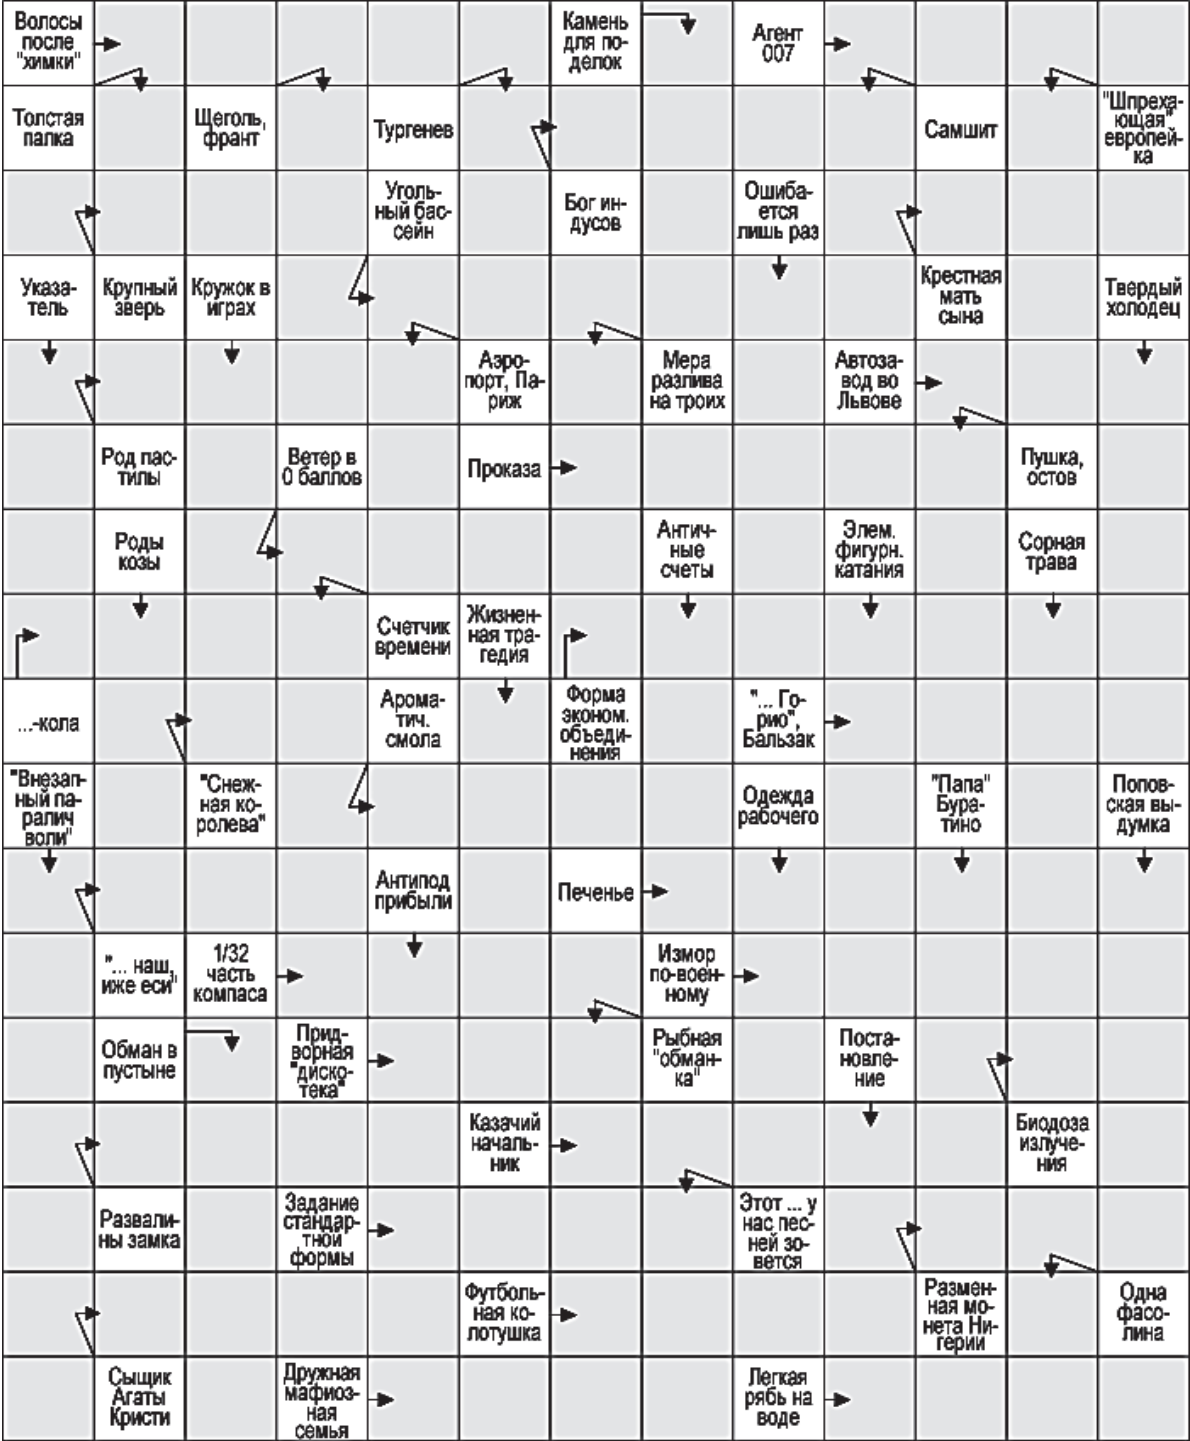 Волосы
после
"химки"
Камень
для по-
делок
Агент
007
Толстая
палка
Щеголь,
франт
Тургенев
Самшит
"Шпреха-
ющая"
европей-
ка
Уголь-
ный бас-
сейн
Бог ин-
дусов
Ошиба-
ется
лишь раз
Указа-
тель
Крупный
зверь
Кружок в
играх
Крестная
мать
сына
Твердый
холодец
Аэро-
порт, Па-
риж
Мера
разлива
на троих
Автоза-
вод во
Львове
Род пас-
тилы
Ветер в
0 баллов
Проказа
Пушка,
остов
Роды
козы
Антич-
ные
счеты
Элем.
фигурн.
катания
Сорная
трава
Счетчик
времени
Жизнен-
ная тра-
гедия
...-кола
Арома-
тич.
смола
Форма
эконом.
объеди-
нения
"... Го-
рио",
Бальзак
"Внезап-
ный па-
ралич
воли"
"Снеж-
ная ко-
ролева"
Одежда
рабочего
"Папа"
Бура-
тино
Попов-
ская вы-
думка
Антипод
прибыли
Печенье
"... наш,
иже еси"
1/32
часть
компаса
Измор
по-воен-
ному
Обман в
пустыне
Прид-
ворная
"диско-
тека"
Рыбная
"обман-
ка"
Поста-
новле-
ние
Казачий
началь-
ник
Биодоза
излуче-
ния
Развали-
ны замка
Задание
стандар-
тной
формы
Этот ... у
нас пес-
ней зо-
вется
Футболь-
ная ко-
лотушка
Размен-
ная мо-
нета Ни-
герии
Одна
фасо-
лина
Сыщик
Агаты
Кристи
Дружная
мафиоз-
ная
семья
Легкая
рябь на
воде